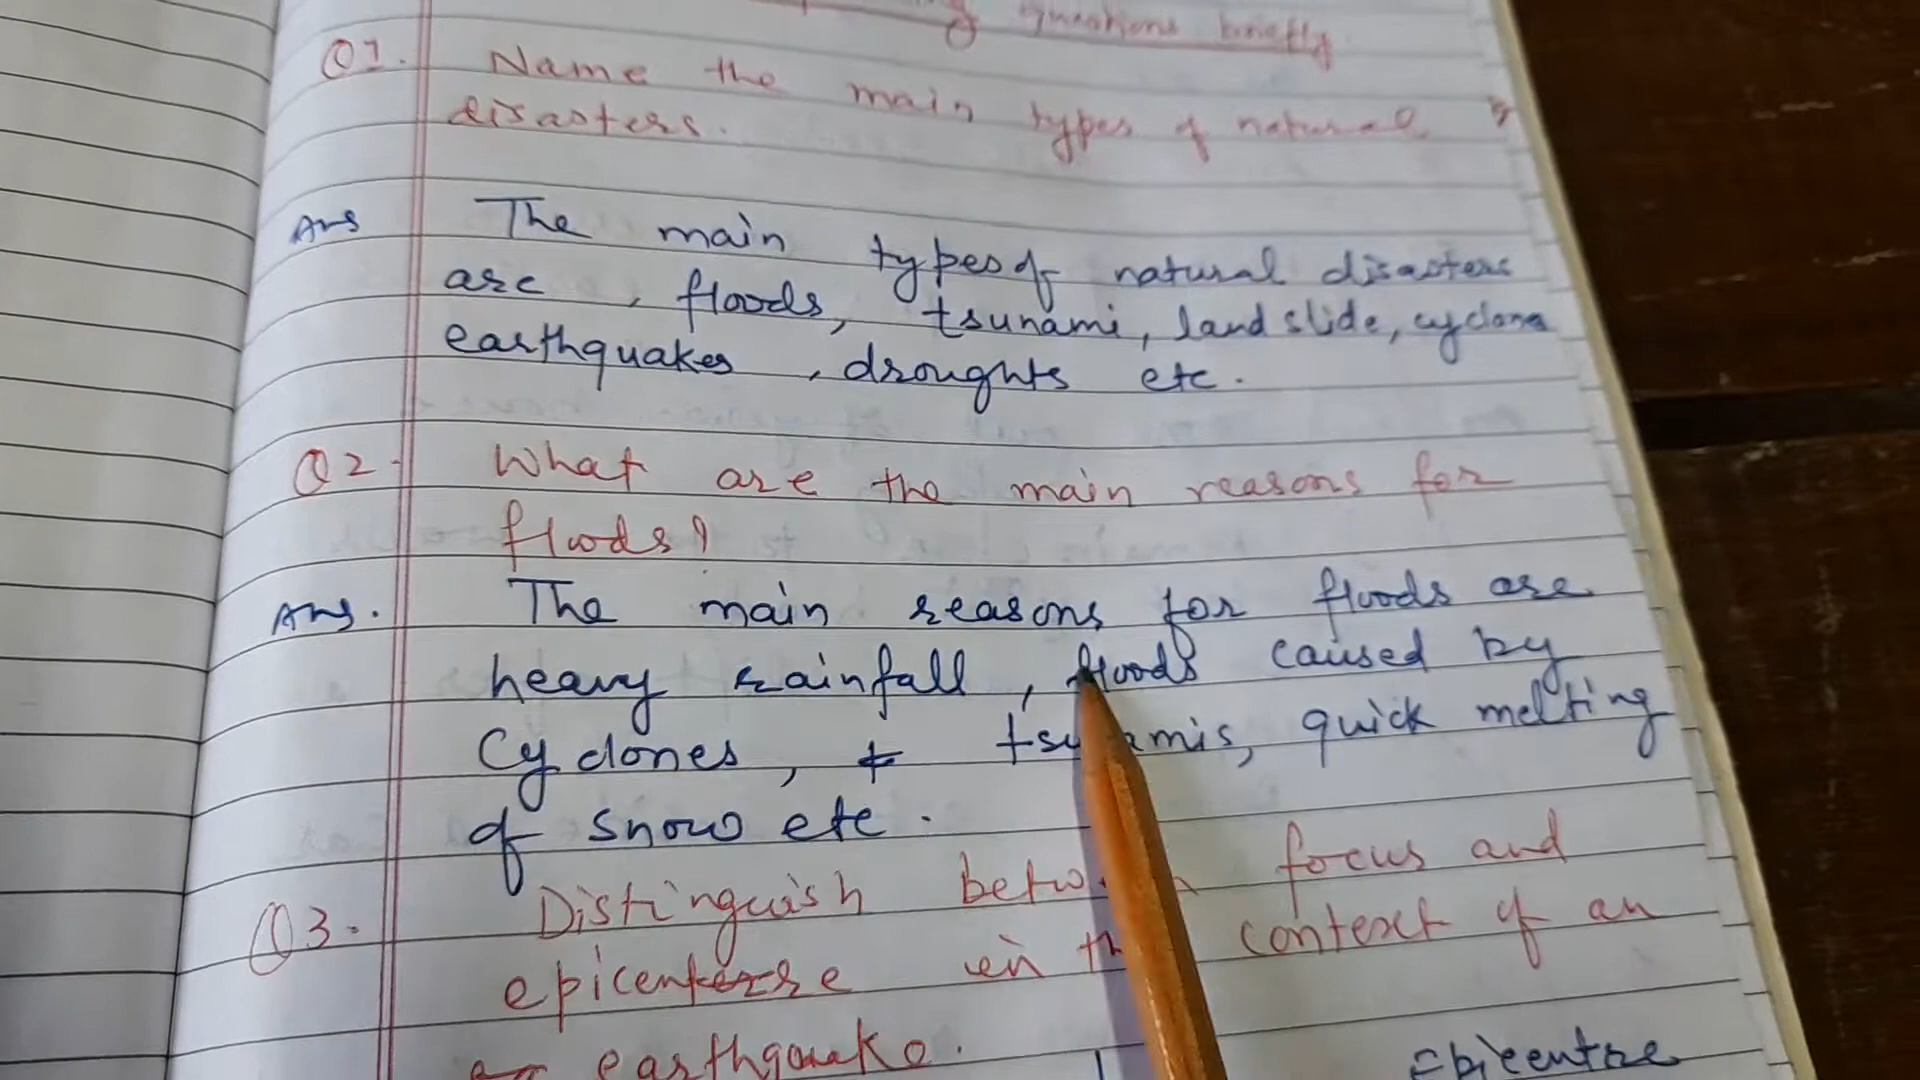 questions briefly
Q1. Name the main types of natural
disasters.
Ans The main types of natural disasters
are , floods, tsunami, land slide, cyclone
earthquakes , droughts etc.
Q2. What are the main reasons for
floods?
Ans. The main reasons for floods are
heavy rainfall , floods caused by
Cyclones, t tsunamis, quick melting
of snow etc.
Q3. Distinguish between focus and
epicentre in the context of an
earthquake.
Epicentre